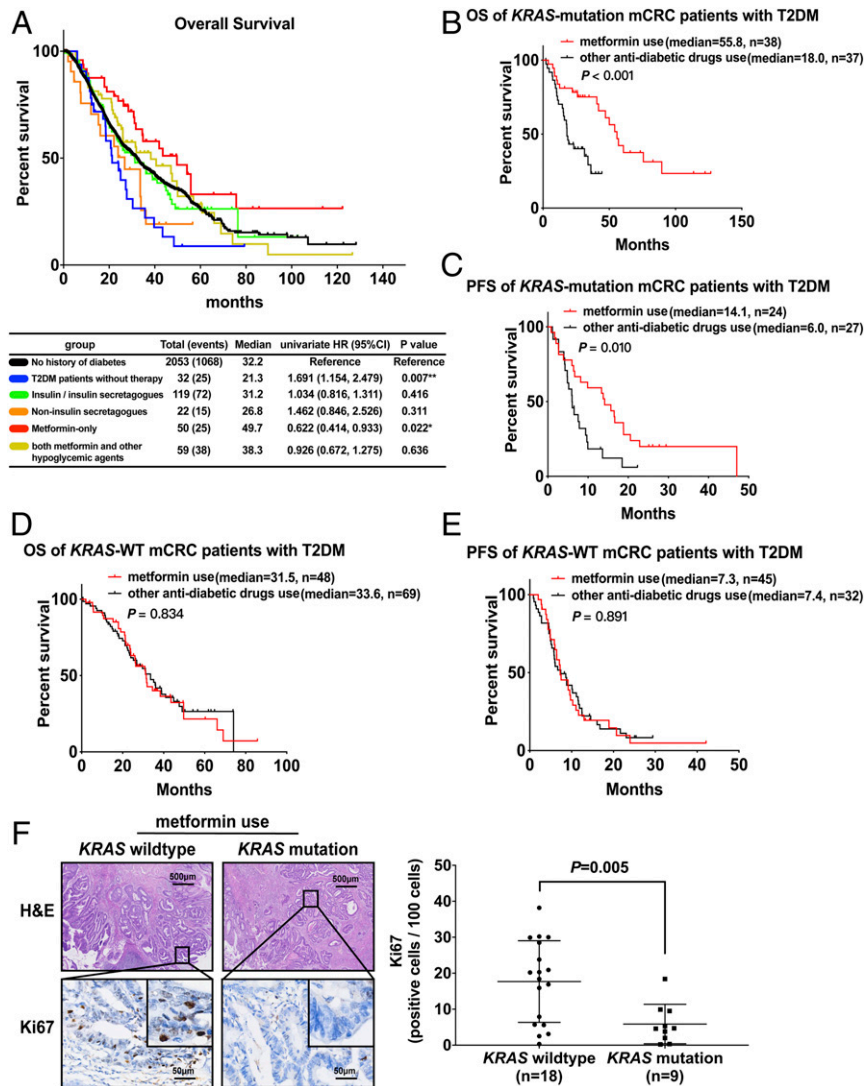 A
Overall Survival
Percent survival
100
50
0
0 20 40 60 80 100 120 140
months
group Total (events) Median univariate HR (95%CI) P value
No history of diabetes 2053 (1068) 32.2 Reference Reference
T2DM patients without therapy 32 (25) 21.3 1.691 (1.154, 2.479) 0.007**
Insulin / insulin secretagogues 119 (72) 31.2 1.034 (0.816, 1.311) 0.416
Non-insulin secretagogues 22 (15) 26.8 1.462 (0.846, 2.526) 0.311
Metformin-only 50 (25) 49.7 0.622 (0.414, 0.933) 0.022*
both metformin and other
hypoglycemic agents 59 (38) 38.3 0.926 (0.672, 1.275) 0.636
B
OS of KRAS-mutation mCRC patients with T2DM
metformin use (median=55.8, n=38)
other anti-diabetic drugs use (median=18.0, n=37)
P < 0.001
Percent survival
100
50
0
0 50 100 150
Months
C
PFS of KRAS-mutation mCRC patients with T2DM
metformin use (median=14.1, n=24)
other anti-diabetic drugs use (median=6.0, n=27)
P = 0.010
Percent survival
100
50
0
0 10 20 30 40 50
Months
D
OS of KRAS-WT mCRC patients with T2DM
metformin use (median=31.5, n=48)
other anti-diabetic drugs use (median=33.6, n=69)
P = 0.834
Percent survival
100
50
0
0 20 40 60 80 100
Months
E
PFS of KRAS-WT mCRC patients with T2DM
metformin use (median=7.3, n=45)
other anti-diabetic drugs use (median=7.4, n=32)
P = 0.891
Percent survival
100
50
0
0 10 20 30 40 50
Months
F
metformin use
KRAS wildtype KRAS mutation
H&E
500μm
500μm
Ki67
50μm
50μm
Ki67
(positive cells / 100 cells)
50
40
30
20
10
0
P=0.005
KRAS wildtype KRAS mutation
(n=18) (n=9)